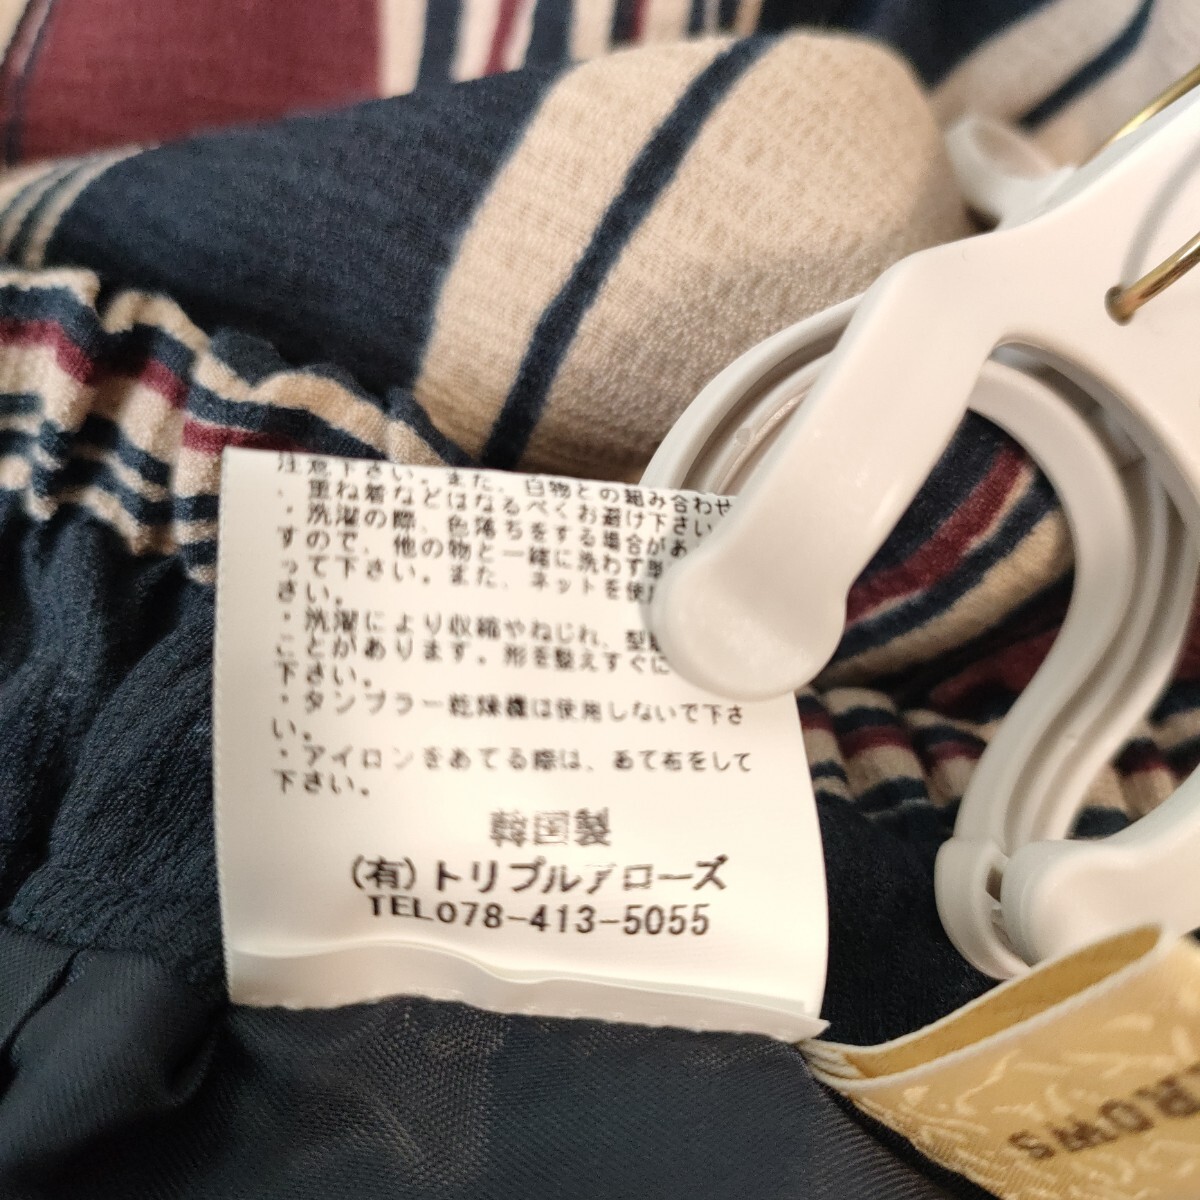 注意下さい。また、白物との組み合わせ
・重ね着などはなるべくお避け下さい
・洗濯の際、色落ちをする場合があ
すので、他の物と一緒に洗わず単
って下さい。また、ネットを使
さい。
・洗濯により収縮やねじれ、型
ことがあります。形を整えすぐに
下さい。
・タンブラー乾燥機は使用しないで下さ
い。
・アイロンをあてる際は、あて布をして
下さい。
韓国製
(有)トリプルアローズ
TEL078-413-5055
ROWS